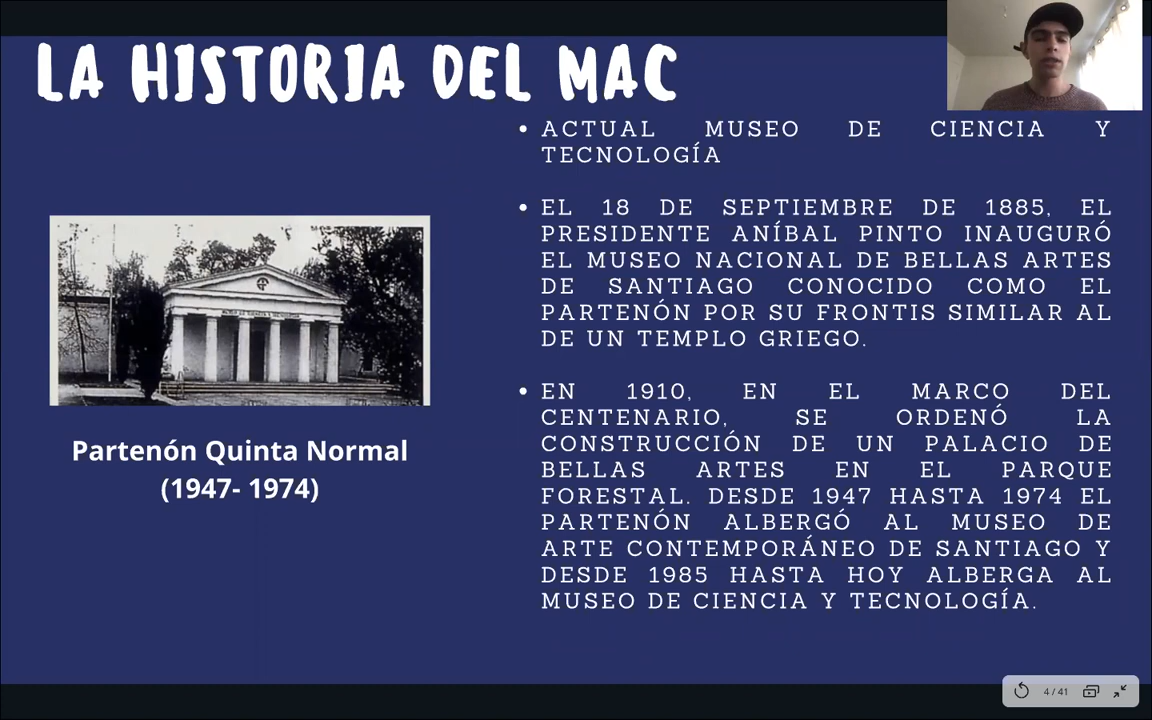 LA HISTORIA DEL MAC
Partenón Quinta Normal
(1947- 1974)
• ACTUAL MUSEO DE CIENCIA Y
TECNOLOGÍA
• EL 18 DE SEPTIEMBRE DE 1885, EL
PRESIDENTE ANÍBAL PINTO INAUGURÓ
EL MUSEO NACIONAL DE BELLAS ARTES
DE SANTIAGO CONOCIDO COMO EL
PARTENÓN POR SU FRONTIS SIMILAR AL
DE UN TEMPLO GRIEGO.
• EN 1910, EN EL MARCO DEL
CENTENARIO, SE ORDENÓ LA
CONSTRUCCIÓN DE UN PALACIO DE
BELLAS ARTES EN EL PARQUE
FORESTAL. DESDE 1947 HASTA 1974 EL
PARTENÓN ALBERGÓ AL MUSEO DE
ARTE CONTEMPORÁNEO DE SANTIAGO Y
DESDE 1985 HASTA HOY ALBERGA AL
MUSEO DE CIENCIA Y TECNOLOGÍA.
4 / 41